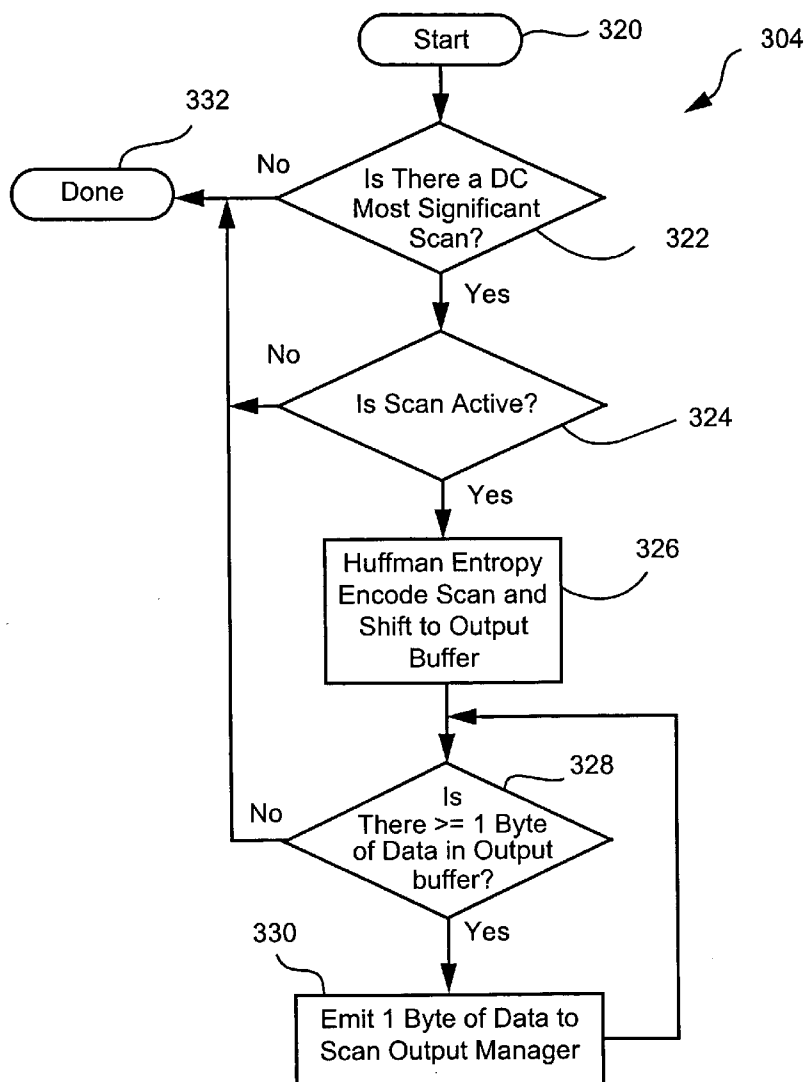 Start
320
304
332
Done
No
Is There a DC
Most Significant
Scan?
322
Yes
No
Is Scan Active?
324
Yes
Huffman Entropy
Encode Scan and
Shift to Output
Buffer
326
328
No
Is
There >= 1 Byte
of Data in Output
buffer?
Yes
330
Emit 1 Byte of Data to
Scan Output Manager